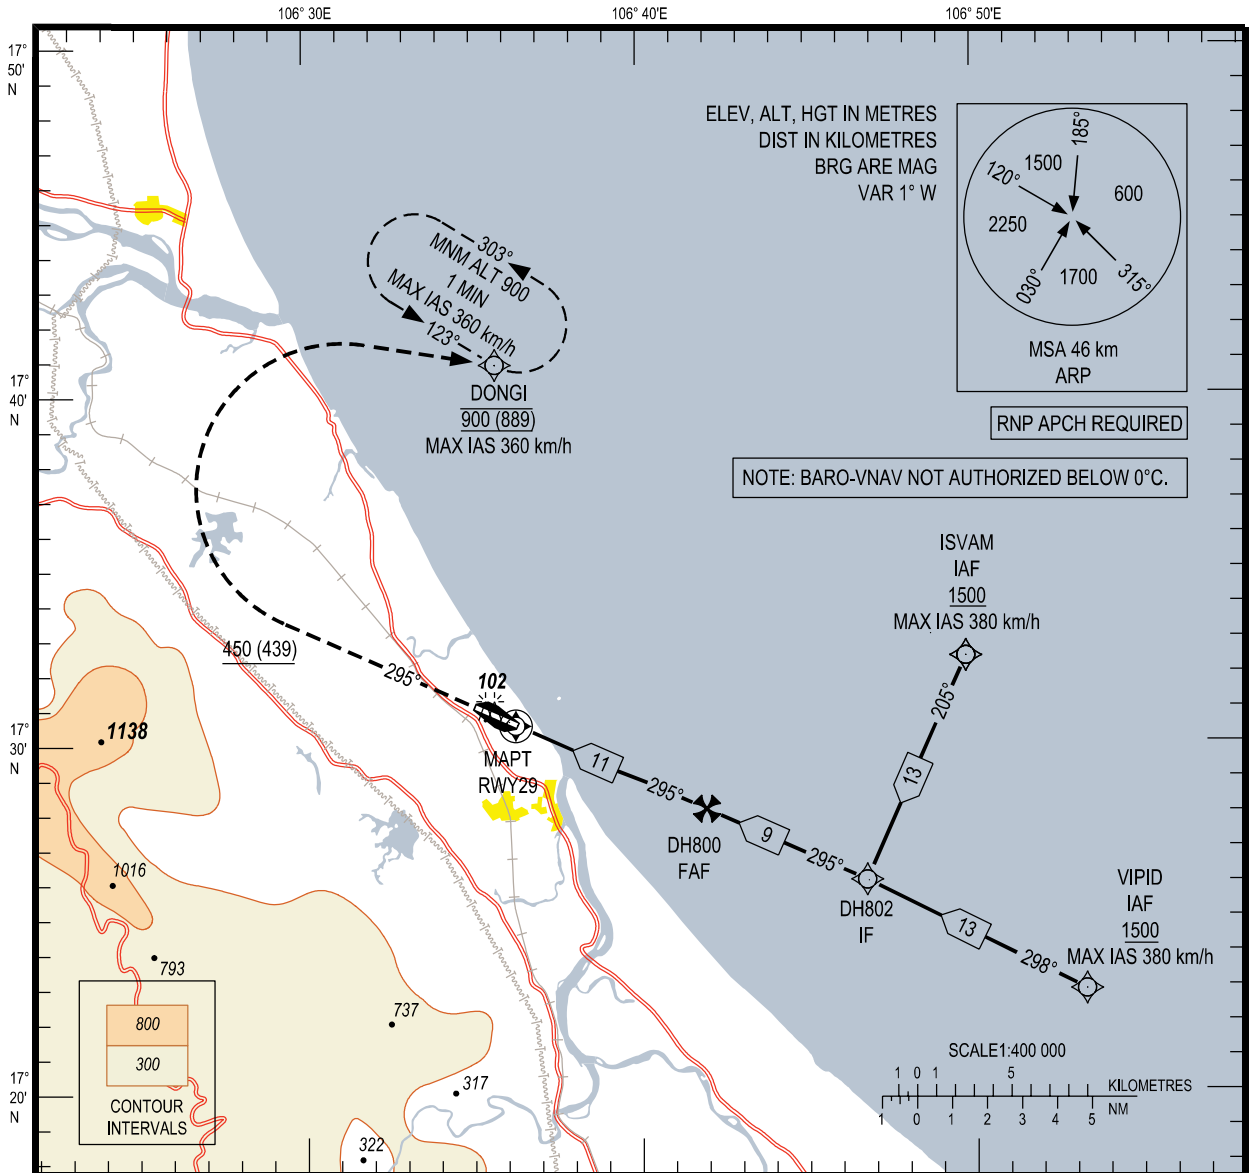 106° 30'E
106° 40'E
106° 50'E
17°
50'
N
ELEV, ALT, HGT IN METRES
DIST IN KILOMETRES
BRG ARE MAG
VAR 1° W
185°
120°
1500
600
2250
030°
1700
315°
MSA 46 km
ARP
303°
MNM ALT 900
1 MIN
MAX IAS 360 km/h
123°
DONGI
900 (889)
MAX IAS 360 km/h
17°
40'
N
RNP APCH REQUIRED
NOTE: BARO-VNAV NOT AUTHORIZED BELOW 0°C.
ISVAM
IAF
1500
MAX IAS 380 km/h
450 (439)
295°
102
205°
13
17°
30'
N
1138
MAPT
RWY29
11
295°
DH800
FAF
9
295°
DH802
IF
13
298°
VIPID
IAF
1500
MAX IAS 380 km/h
1016
793
737
317
322
800
300
CONTOUR
INTERVALS
17°
20'
N
SCALE1:400 000
1 0 1 5
KILOMETRES
NM
1 0 1 2 3 4 5